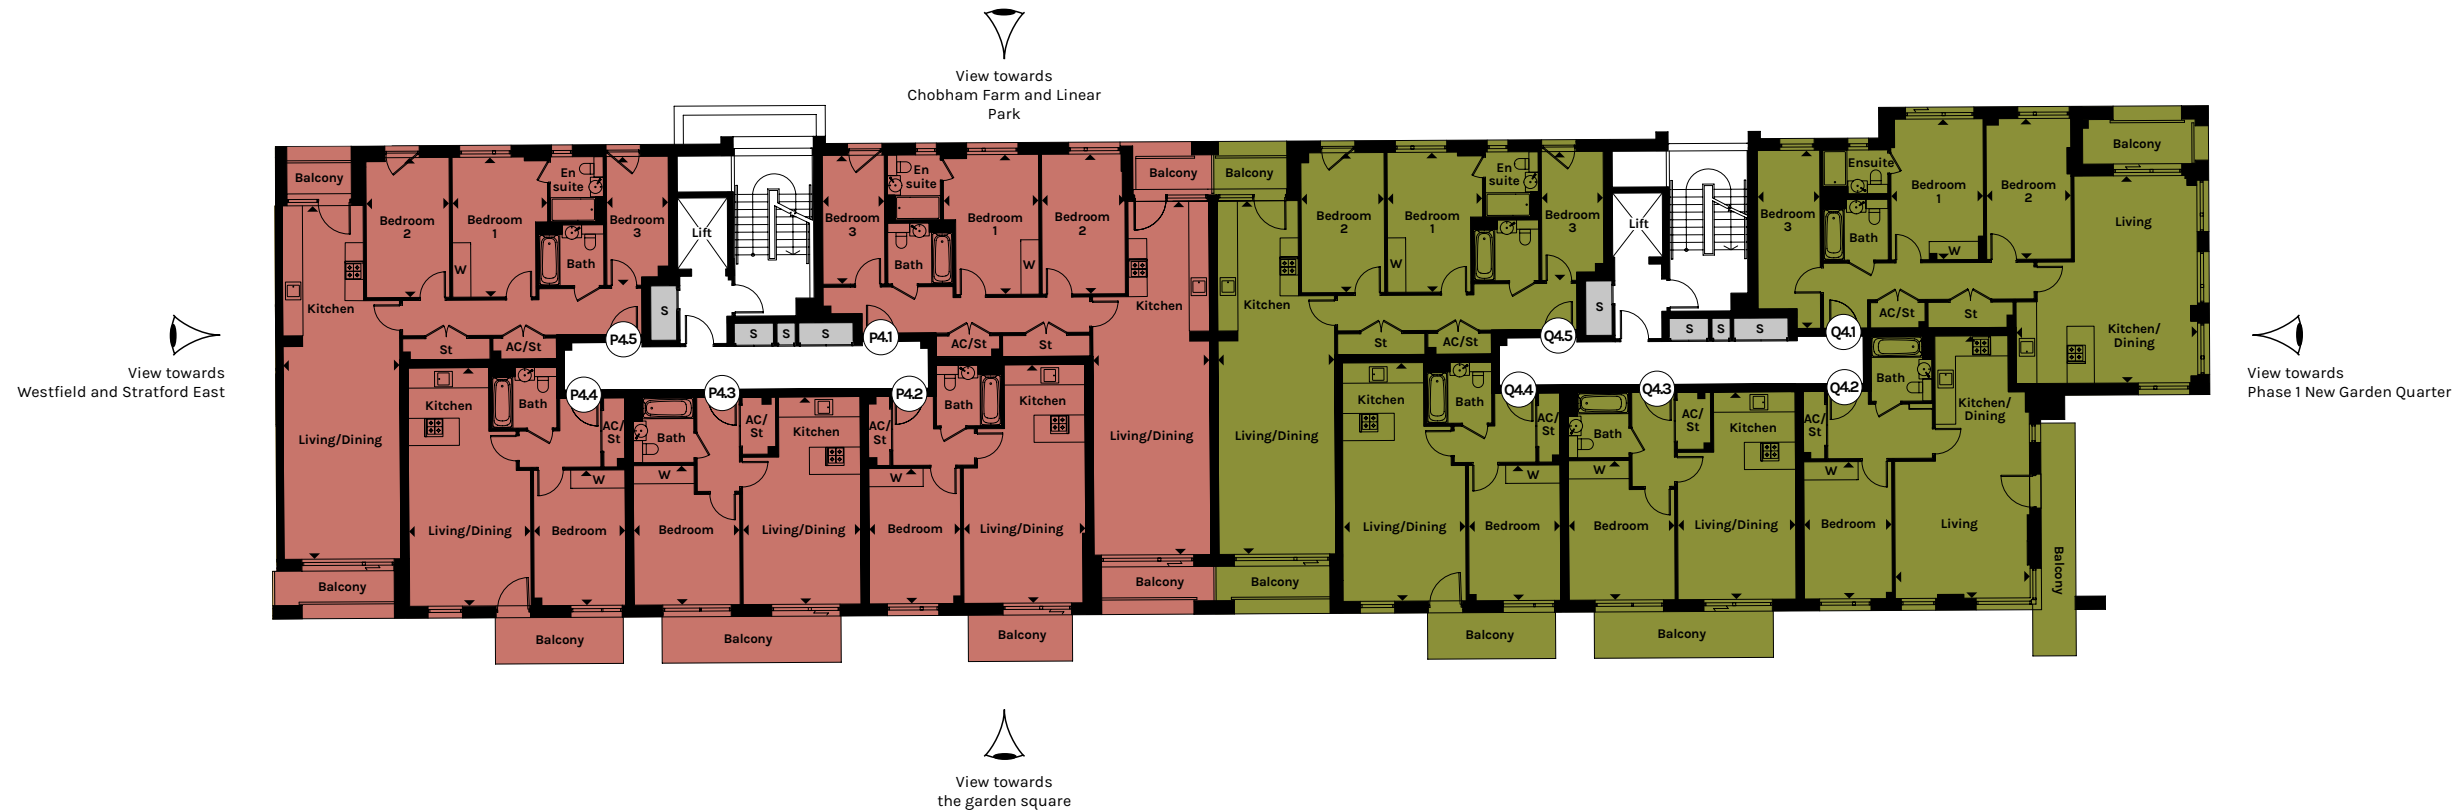 View towards
Chobham Farm and Linear
Park
Balcony
Bedroom
2
Bedroom
1
En
suite
Bedroom
3
Bath
W
Kitchen
Living/Dining
Balcony
St
AC/St
P4.5
Lift
S
S
S
S
Bedroom
3
En
suite
Bath
Bedroom
1
W
Bedroom
2
Balcony
Kitchen
Living/Dining
Balcony
AC/St
St
P4.1
Kitchen
Bath
P4.4
AC/
St
W
Living/Dining
Bedroom
Balcony
P4.3
Bath
W
AC/
St
Kitchen
Bedroom
Living/Dining
Balcony
P4.2
AC/
St
Bath
Kitchen
W
Bedroom
Living/Dining
Balcony
Balcony
Bedroom
2
Bedroom
1
En
suite
Bedroom
3
W
Kitchen
Living/Dining
Balcony
St
AC/St
Q4.5
Lift
S
S
S
S
Bedroom
3
Ensuite
Bath
Bedroom
1
W
Bedroom
2
Balcony
Living
Kitchen/
Dining
AC/St
St
Q4.1
Kitchen
Bath
Q4.4
AC/
St
W
Living/Dining
Bedroom
Balcony
Q4.3
Bath
W
AC/
St
Kitchen
Bedroom
Living/Dining
Balcony
Q4.2
AC/
St
Bath
Kitchen/
Dining
W
Bedroom
Living
Balcony
View towards
Westfield and Stratford East
View towards
Phase 1 New Garden Quarter
View towards
the garden square